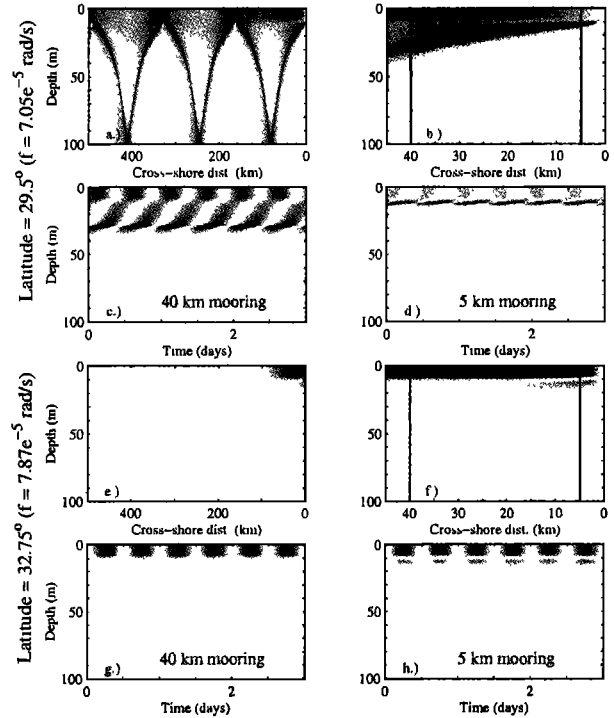 Latitude = 29.5° (f = 7.05e⁻⁵ rad/s)
0
50
100
Depth (m)
a.)
400
200
0
Cross-shore dist (km)
0
50
100
Depth (m)
b)
40
30
20
10
0
Cross-shore dist. (km)
0
50
100
Depth (m)
c.)
40 km mooring
0
2
Time (days)
0
50
100
Depth (m)
d)
5 km mooring
0
2
Time (days)
Latitude = 32.75° (f = 7.87e⁻⁵ rad/s)
0
50
100
Depth (m)
e)
400
200
0
Cross-shore dist (km)
0
50
100
Depth (m)
f)
40
30
20
10
0
Cross-shore dist. (km)
0
50
100
Depth (m)
g.)
40 km mooring
0
2
Time (days)
0
50
100
Depth (m)
h.)
5 km mooring
0
2
Time (days)